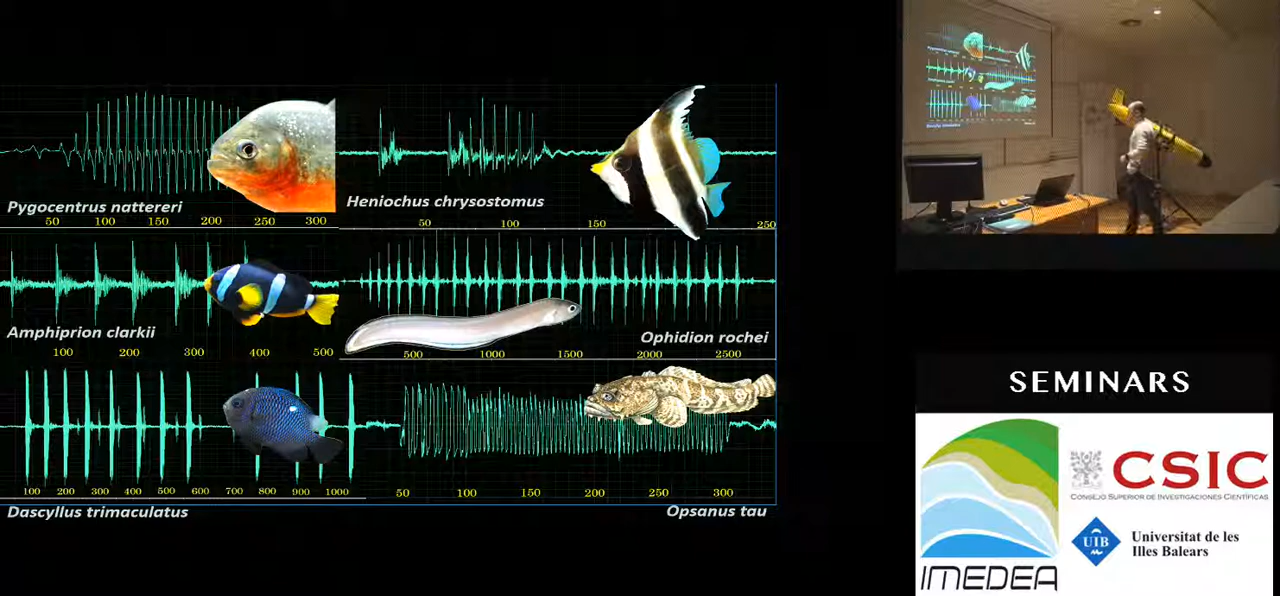 Pygocentrus nattereri
50 100 150 200 250 300
Heniochus chrysostomus
50 100 150 250
Amphiprion clarkii
100 200 300 400 500
Ophidion rochei
500 1000 1500 2000 2500
100 200 300 400 500 600 700 800 900 1000
Dascyllus trimaculatus
50 100 150 200 250 300
Opsanus tau
SEMINARS
IMEDEA
CSIC
CONSEJO SUPERIOR DE INVESTIGACIONES CIENTÍFICAS
UIB
Universitat de les
Illes Balears